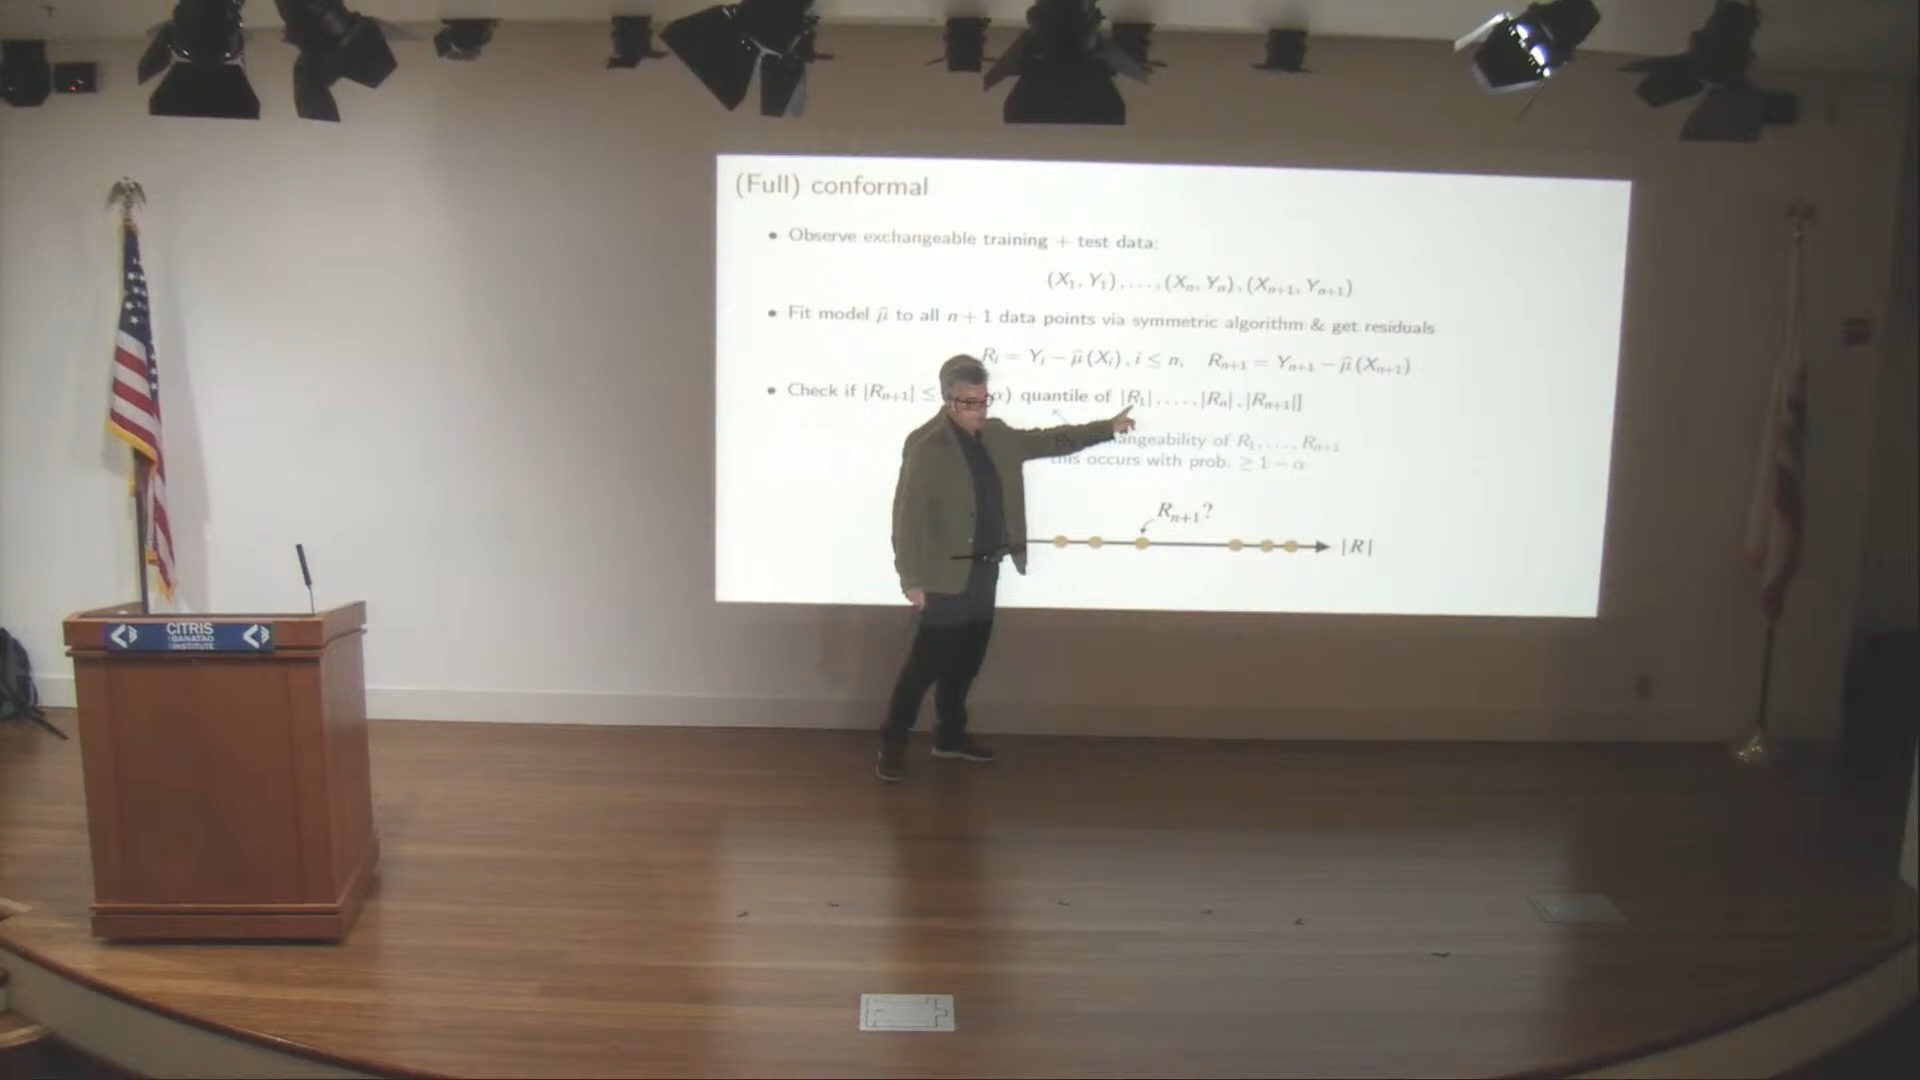 (Full) conformal
• Observe exchangeable training + test data:
(X₁, Y₁), . . . , (Xₙ, Yₙ), (Xₙ₊₁, Yₙ₊₁)
• Fit model μ̂ to all n + 1 data points via symmetric algorithm & get residuals
Rᵢ = Yᵢ − μ̂(Xᵢ), i ≤ n, Rₙ₊₁ = Yₙ₊₁ − μ̂(Xₙ₊₁)
• Check if |Rₙ₊₁| ≤ α) quantile of |R₁|, . . . , |Rₙ|, |Rₙ₊₁|]
By of R₁, . . . , Rₙ₊₁
this occurs with prob. ≥ 1 − α
Rₙ₊₁?
|R|
CITRIS
BANATAO
INSTITUTE